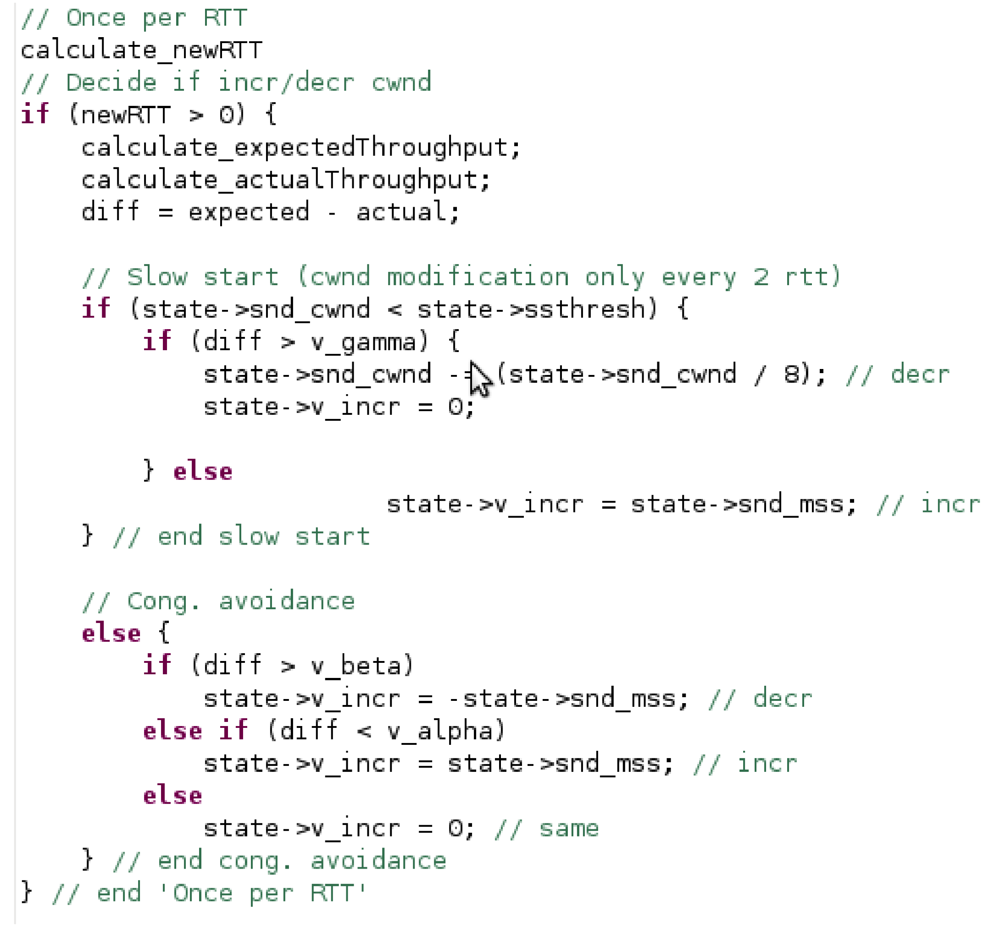 // Once per RTT
calculate_newRTT
// Decide if incr/decr cwnd
if (newRTT > 0) {
    calculate_expectedThroughput;
    calculate_actualThroughput;
    diff = expected - actual;

    // Slow start (cwnd modification only every 2 rtt)
    if (state->snd_cwnd < state->ssthresh) {
        if (diff > v_gamma) {
            state->snd_cwnd -= (state->snd_cwnd / 8); // decr
            state->v_incr = 0;

        } else
                        state->v_incr = state->snd_mss; // incr
    } // end slow start

    // Cong. avoidance
    else {
        if (diff > v_beta)
            state->v_incr = -state->snd_mss; // decr
        else if (diff < v_alpha)
            state->v_incr = state->snd_mss; // incr
        else
            state->v_incr = 0; // same
    } // end cong. avoidance
} // end 'Once per RTT'